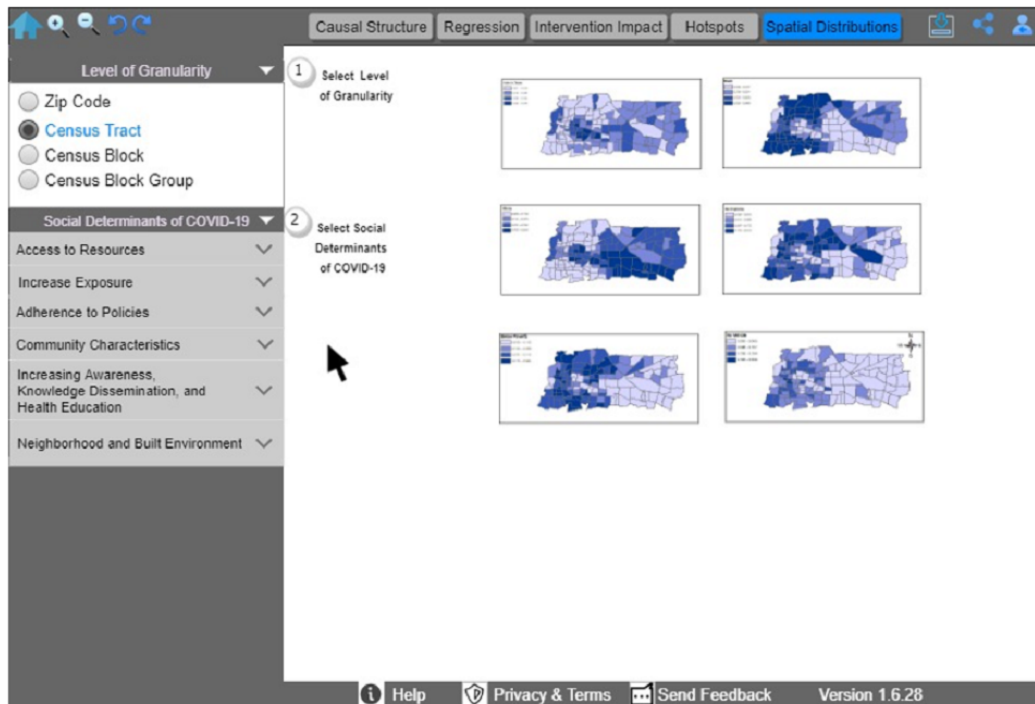 Causal Structure
Regression
Intervention Impact
Hotspots
Spatial Distributions
Level of Granularity
Zip Code
Census Tract
Census Block
Census Block Group
Social Determinants of COVID-19
Access to Resources
Increase Exposure
Adherence to Policies
Community Characteristics
Increasing Awareness,
Knowledge Dissemination, and
Health Education
Neighborhood and Built Environment
1
Select Level
of Granularity
2
Select Social
Determinants
of COVID-19
Help
Privacy & Terms
Send Feedback
Version 1.6.28